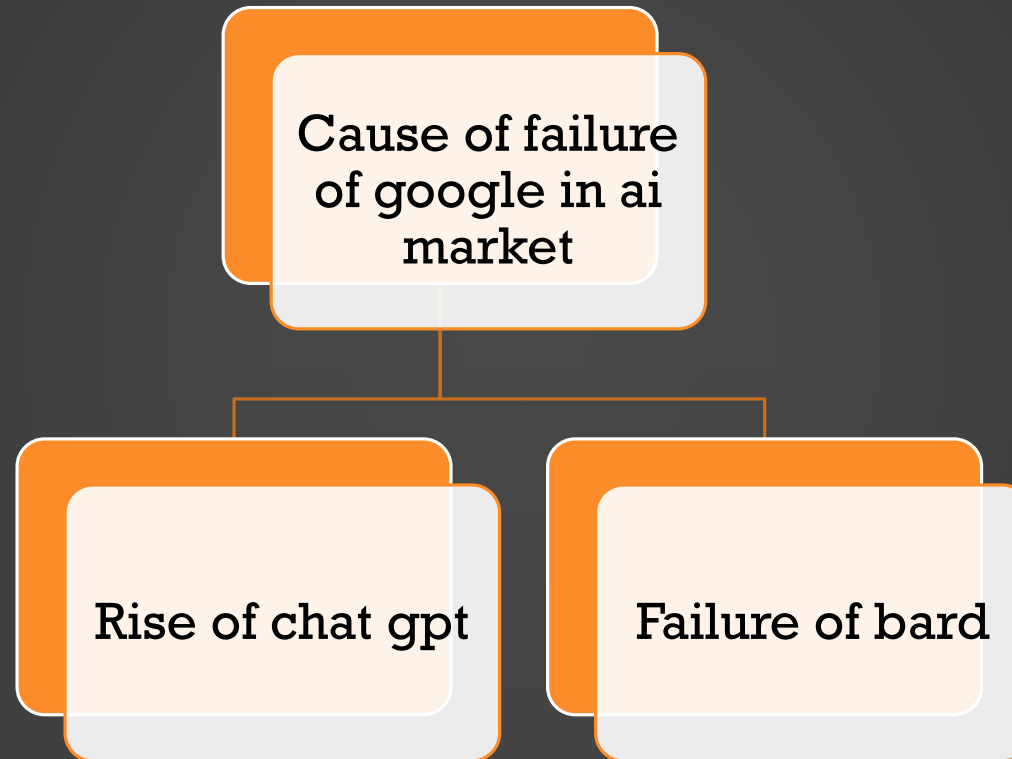 Cause of failure
of google in ai
market
Rise of chat gpt
Failure of bard